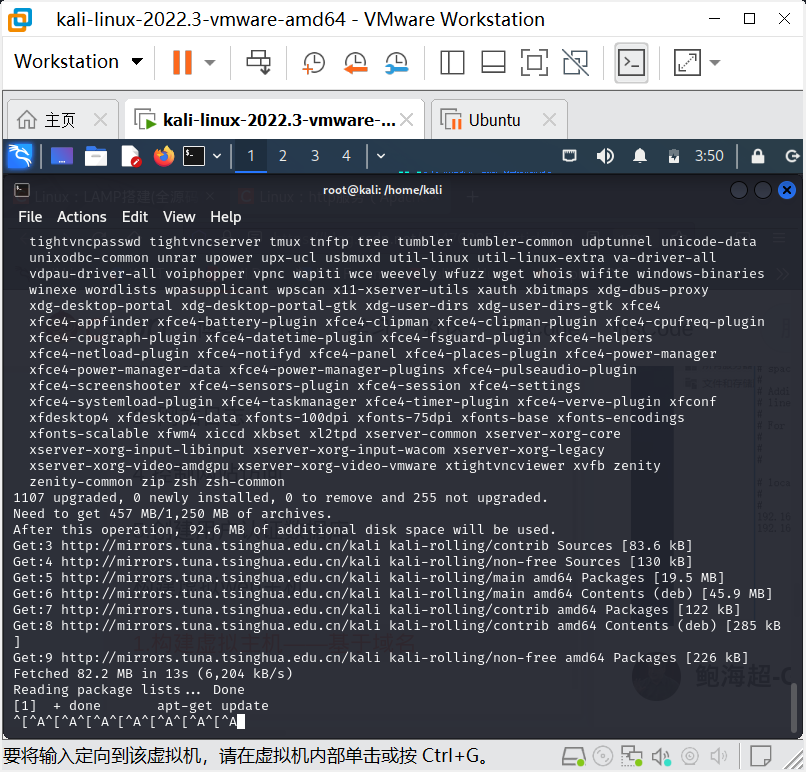 kali-linux-2022.3-vmware-amd64 - VMware Workstation
Workstation
主页
kali-linux-2022.3-vmware-...
Ubuntu
1 2 3 4
3:50
root@kali: /home/kali
File Actions Edit View Help
tightvncpasswd tightvncserver tmux tnftp tree tumbler tumbler-common udptunnel unicode-data
unixodbc-common unrar upower upx-ucl usbmuxd util-linux util-linux-extra va-driver-all
vdpau-driver-all voiphopper vpnc wapiti wce weevely wfuzz wget whois wifite windows-binaries
winexe wordlists wpasupplicant wpscan x11-xserver-utils xauth xbitmaps xdg-dbus-proxy
xdg-desktop-portal xdg-desktop-portal-gtk xdg-user-dirs xdg-user-dirs-gtk xfce4
xfce4-appfinder xfce4-battery-plugin xfce4-clipman xfce4-clipman-plugin xfce4-cpufreq-plugin
xfce4-cpugraph-plugin xfce4-datetime-plugin xfce4-fsguard-plugin xfce4-helpers
xfce4-netload-plugin xfce4-notifyd xfce4-panel xfce4-places-plugin xfce4-power-manager
xfce4-power-manager-data xfce4-power-manager-plugins xfce4-pulseaudio-plugin
xfce4-screenshooter xfce4-sensors-plugin xfce4-session xfce4-settings
xfce4-systemload-plugin xfce4-taskmanager xfce4-timer-plugin xfce4-verve-plugin xfconf
xfdesktop4 xfdesktop4-data xfonts-100dpi xfonts-75dpi xfonts-base xfonts-encodings
xfonts-scalable xfwm4 xiccd xkbset xl2tpd xserver-common xserver-xorg-core
xserver-xorg-input-libinput xserver-xorg-input-wacom xserver-xorg-legacy
xserver-xorg-video-amdgpu xserver-xorg-video-vmware xtightvncviewer xvfb zenity
zenity-common zip zsh zsh-common
1107 upgraded, 0 newly installed, 0 to remove and 255 not upgraded.
Need to get 457 MB/1,250 MB of archives.
After this operation, 92.6 MB of additional disk space will be used.
Get:3 http://mirrors.tuna.tsinghua.edu.cn/kali kali-rolling/contrib Sources [83.6 kB]
Get:4 http://mirrors.tuna.tsinghua.edu.cn/kali kali-rolling/non-free Sources [130 kB]
Get:5 http://mirrors.tuna.tsinghua.edu.cn/kali kali-rolling/main amd64 Packages [19.5 MB]
Get:6 http://mirrors.tuna.tsinghua.edu.cn/kali kali-rolling/main amd64 Contents (deb) [45.9 MB]
Get:7 http://mirrors.tuna.tsinghua.edu.cn/kali kali-rolling/contrib amd64 Packages [122 kB]
Get:8 http://mirrors.tuna.tsinghua.edu.cn/kali kali-rolling/contrib amd64 Contents (deb) [285 kB
]
Get:9 http://mirrors.tuna.tsinghua.edu.cn/kali kali-rolling/non-free amd64 Packages [226 kB]
Fetched 82.2 MB in 13s (6,204 kB/s)
Reading package lists... Done
[1]  + done       apt-get update
^[^A^[^A^[^A^[^A^[^A^[^A^[^A
要将输入定向到该虚拟机，请在虚拟机内部单击或按 Ctrl+G。